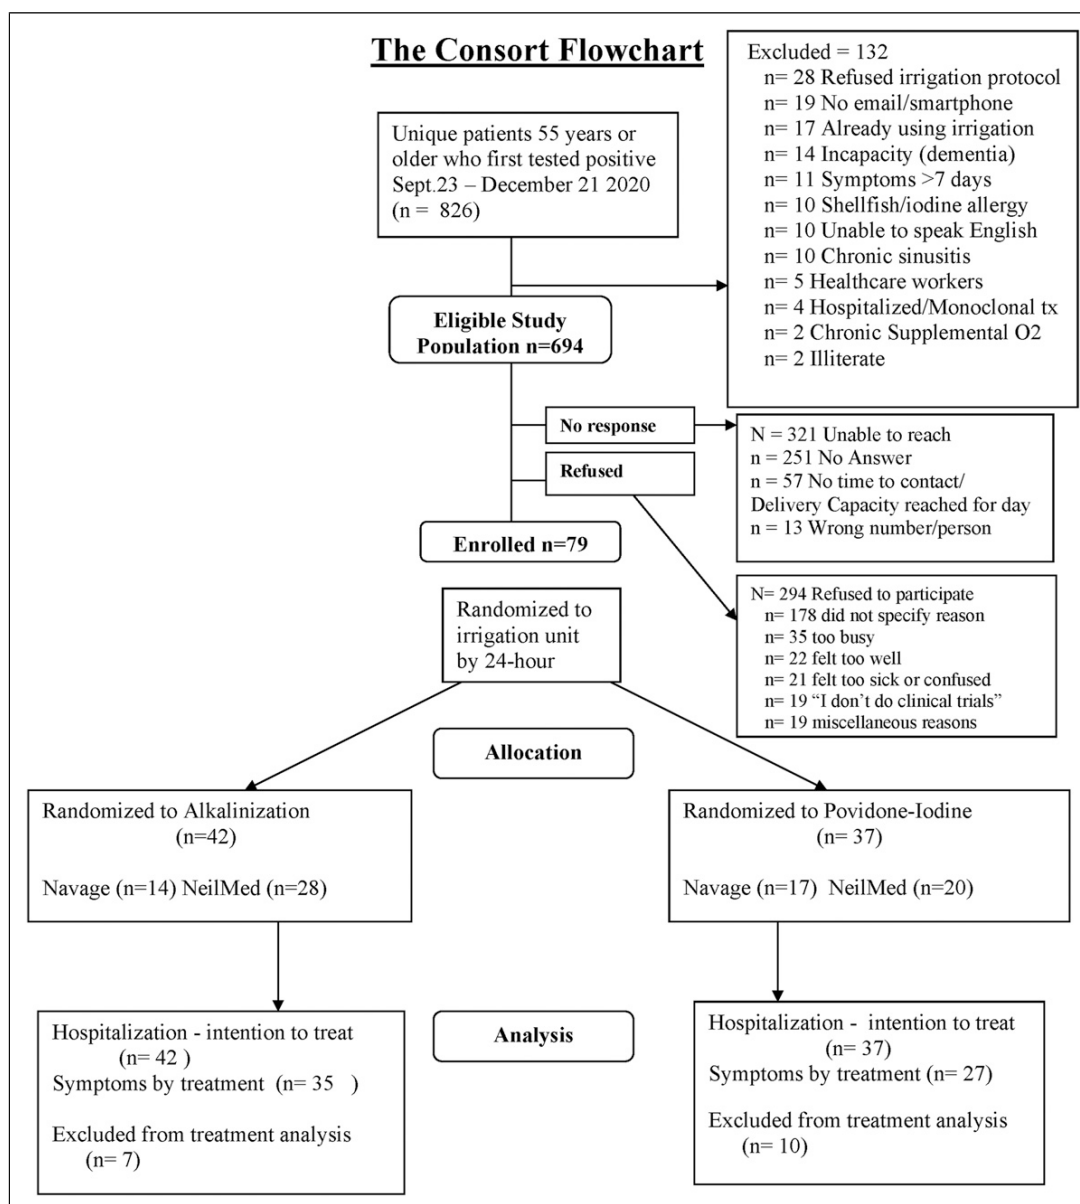 The Consort Flowchart
Unique patients 55 years or
older who first tested positive
Sept.23 – December 21 2020
(n = 826)
Excluded = 132
n= 28 Refused irrigation protocol
n= 19 No email/smartphone
n= 17 Already using irrigation
n= 14 Incapacity (dementia)
n= 11 Symptoms >7 days
n= 10 Shellfish/iodine allergy
n= 10 Unable to speak English
n= 10 Chronic sinusitis
n= 5 Healthcare workers
n= 4 Hospitalized/Monoclonal tx
n= 2 Chronic Supplemental O2
n= 2 Illiterate
Eligible Study
Population n=694
No response
N = 321 Unable to reach
n = 251 No Answer
n = 57 No time to contact/
Delivery Capacity reached for day
n = 13 Wrong number/person
Refused
N= 294 Refused to participate
n= 178 did not specify reason
n= 35 too busy
n= 22 felt too well
n= 21 felt too sick or confused
n= 19 “I don’t do clinical trials”
n= 19 miscellaneous reasons
Enrolled n=79
Randomized to
irrigation unit
by 24-hour
Allocation
Randomized to Alkalinization
(n=42)
Navage (n=14) NeilMed (n=28)
Randomized to Povidone-Iodine
(n= 37)
Navage (n=17) NeilMed (n=20)
Analysis
Hospitalization - intention to treat
(n= 42 )
Symptoms by treatment (n= 35 )
Excluded from treatment analysis
(n= 7)
Hospitalization - intention to treat
(n= 37)
Symptoms by treatment (n= 27)
Excluded from treatment analysis
(n= 10)